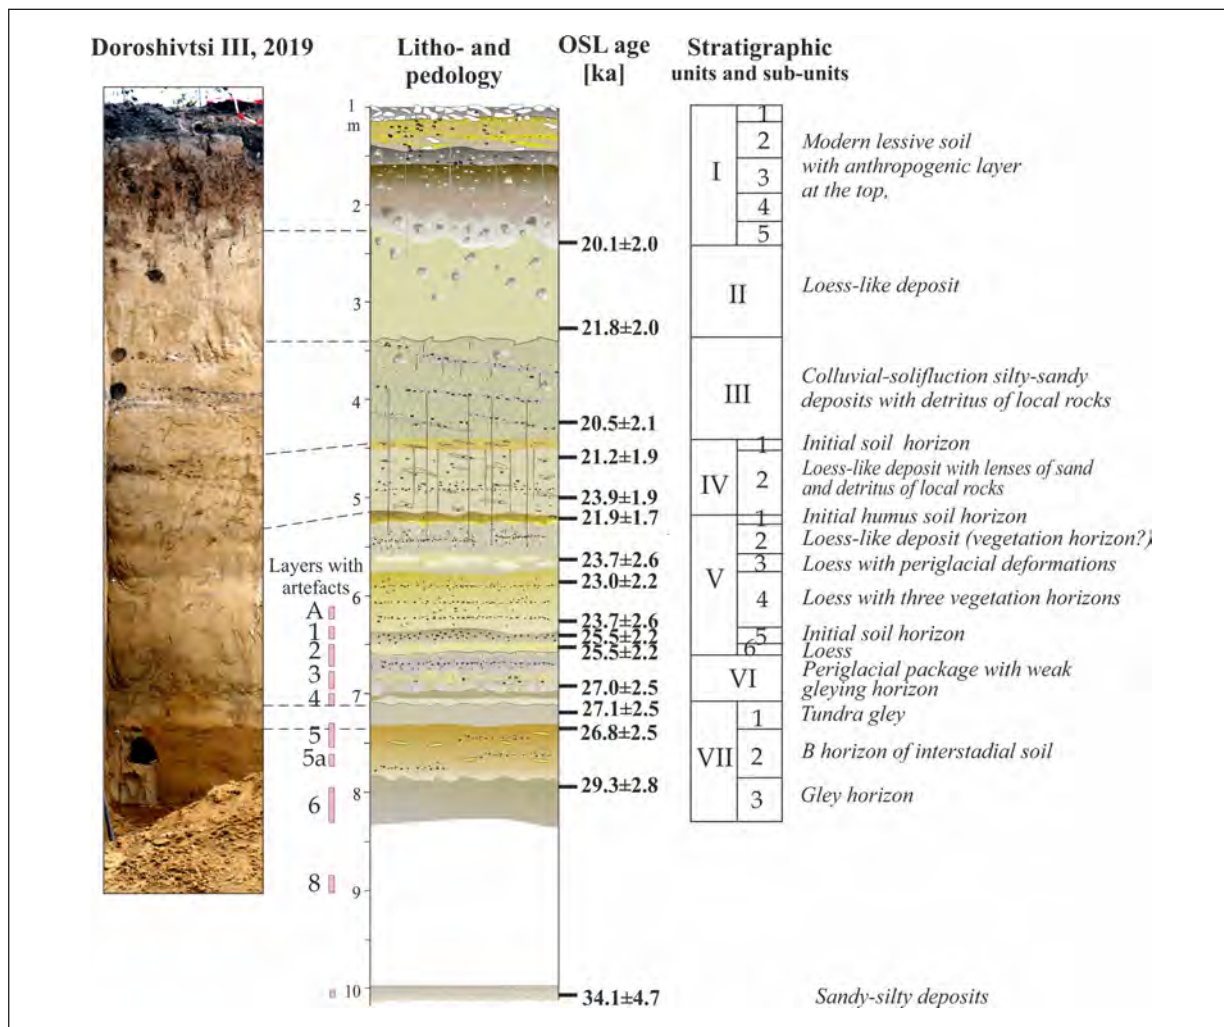 Doroshivtsi III, 2019
Litho- and
pedology
OSL age
[ka]
Stratigraphic
units and sub-units
1
m
2
3
4
5
6
7
8
9
10
Layers with
artefacts
A
1
2
3
4
5
5a
6
8
20.1±2.0
21.8±2.0
20.5±2.1
21.2±1.9
23.9±1.9
21.9±1.7
23.7±2.6
23.0±2.2
23.7±2.6
25.5±2.2
25.5±2.2
27.0±2.5
27.1±2.5
26.8±2.5
29.3±2.8
34.1±4.7
I
1
2
3
4
5
Modern lessive soil
with anthropogenic layer
at the top,
II
Loess-like deposit
III
Colluvial-solifluction silty-sandy
deposits with detritus of local rocks
IV
1
Initial soil horizon
2
Loess-like deposit with lenses of sand
and detritus of local rocks
V
1
Initial humus soil horizon
2
Loess-like deposit (vegetation horizon?)
3
Loess with periglacial deformations
4
Loess with three vegetation horizons
5
Initial soil horizon
6
Loess
VI
Periglacial package with weak
gleying horizon
VII
1
Tundra gley
2
B horizon of interstadial soil
3
Gley horizon
Sandy-silty deposits